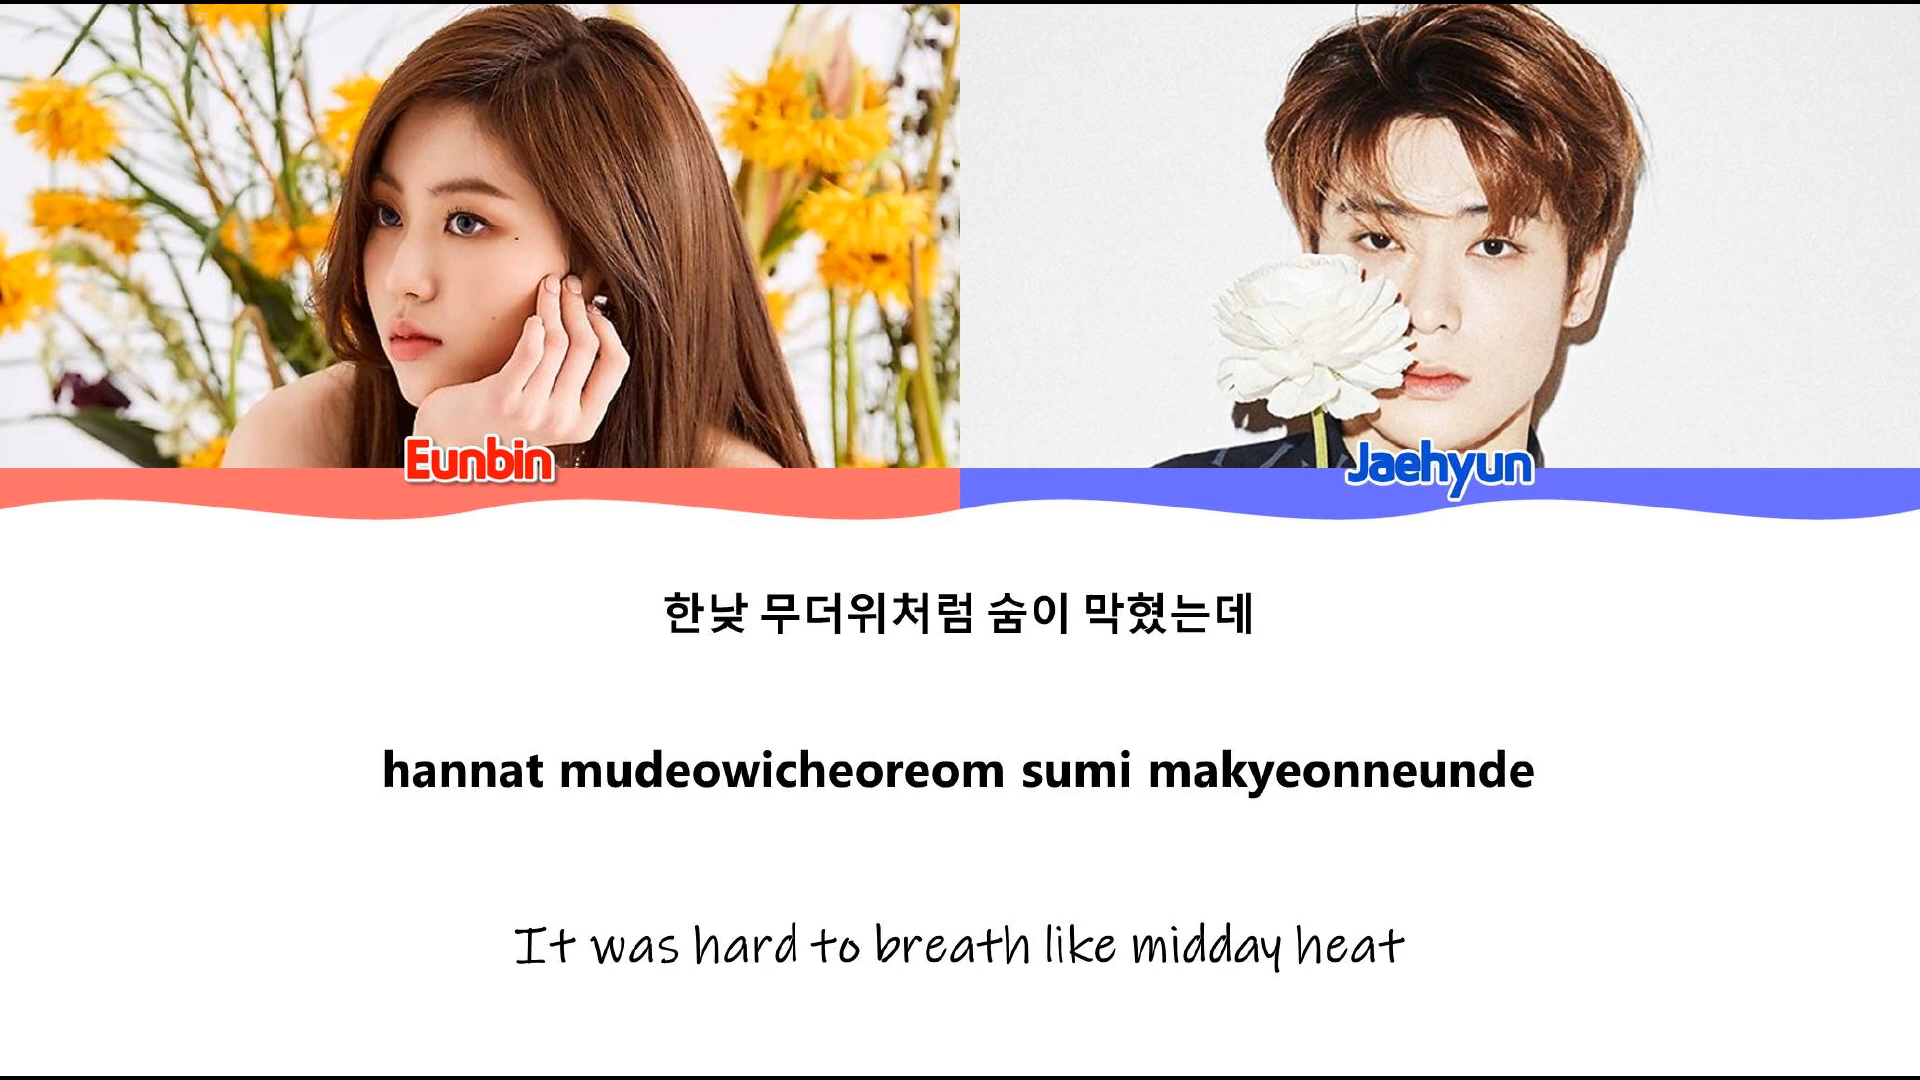 Eunbin
Jaehyun
한낮 무더위처럼 숨이 막혔는데
hannat mudeowicheoreom sumi makyeonneunde
It was hard to breath like midday heat